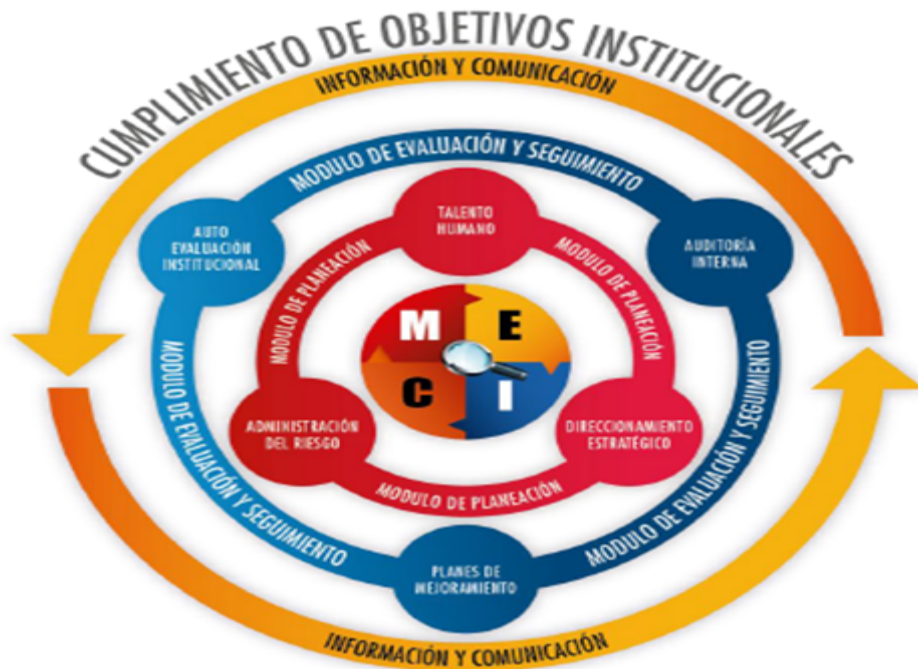 CUMPLIMIENTO DE OBJETIVOS INSTITUCIONALES
INFORMACIÓN Y COMUNICACIÓN
MODULO DE EVALUACIÓN Y SEGUIMIENTO
AUTO
EVALUACIÓN
INSTITUCIONAL
TALENTO
HUMANO
AUDITORÍA
INTERNA
MODULO DE PLANEACIÓN
MODULO DE PLANEACIÓN
M E
C I
MODULO DE EVALUACIÓN Y SEGUIMIENTO
MODULO DE EVALUACIÓN Y SEGUIMIENTO
ADMINISTRACIÓN
DEL RIESGO
DIRECCIONAMIENTO
ESTRATÉGICO
MODULO DE PLANEACIÓN
PLANES DE
MEJORAMIENTO
INFORMACIÓN Y COMUNICACIÓN